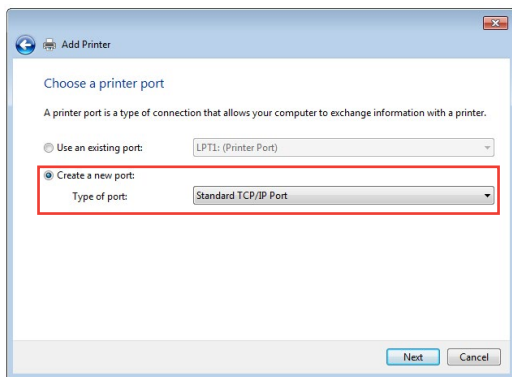 Add Printer
Choose a printer port
A printer port is a type of connection that allows your computer to exchange information with a printer.
Use an existing port: LPT1: (Printer Port)
Create a new port:
Type of port: Standard TCP/IP Port
Next Cancel